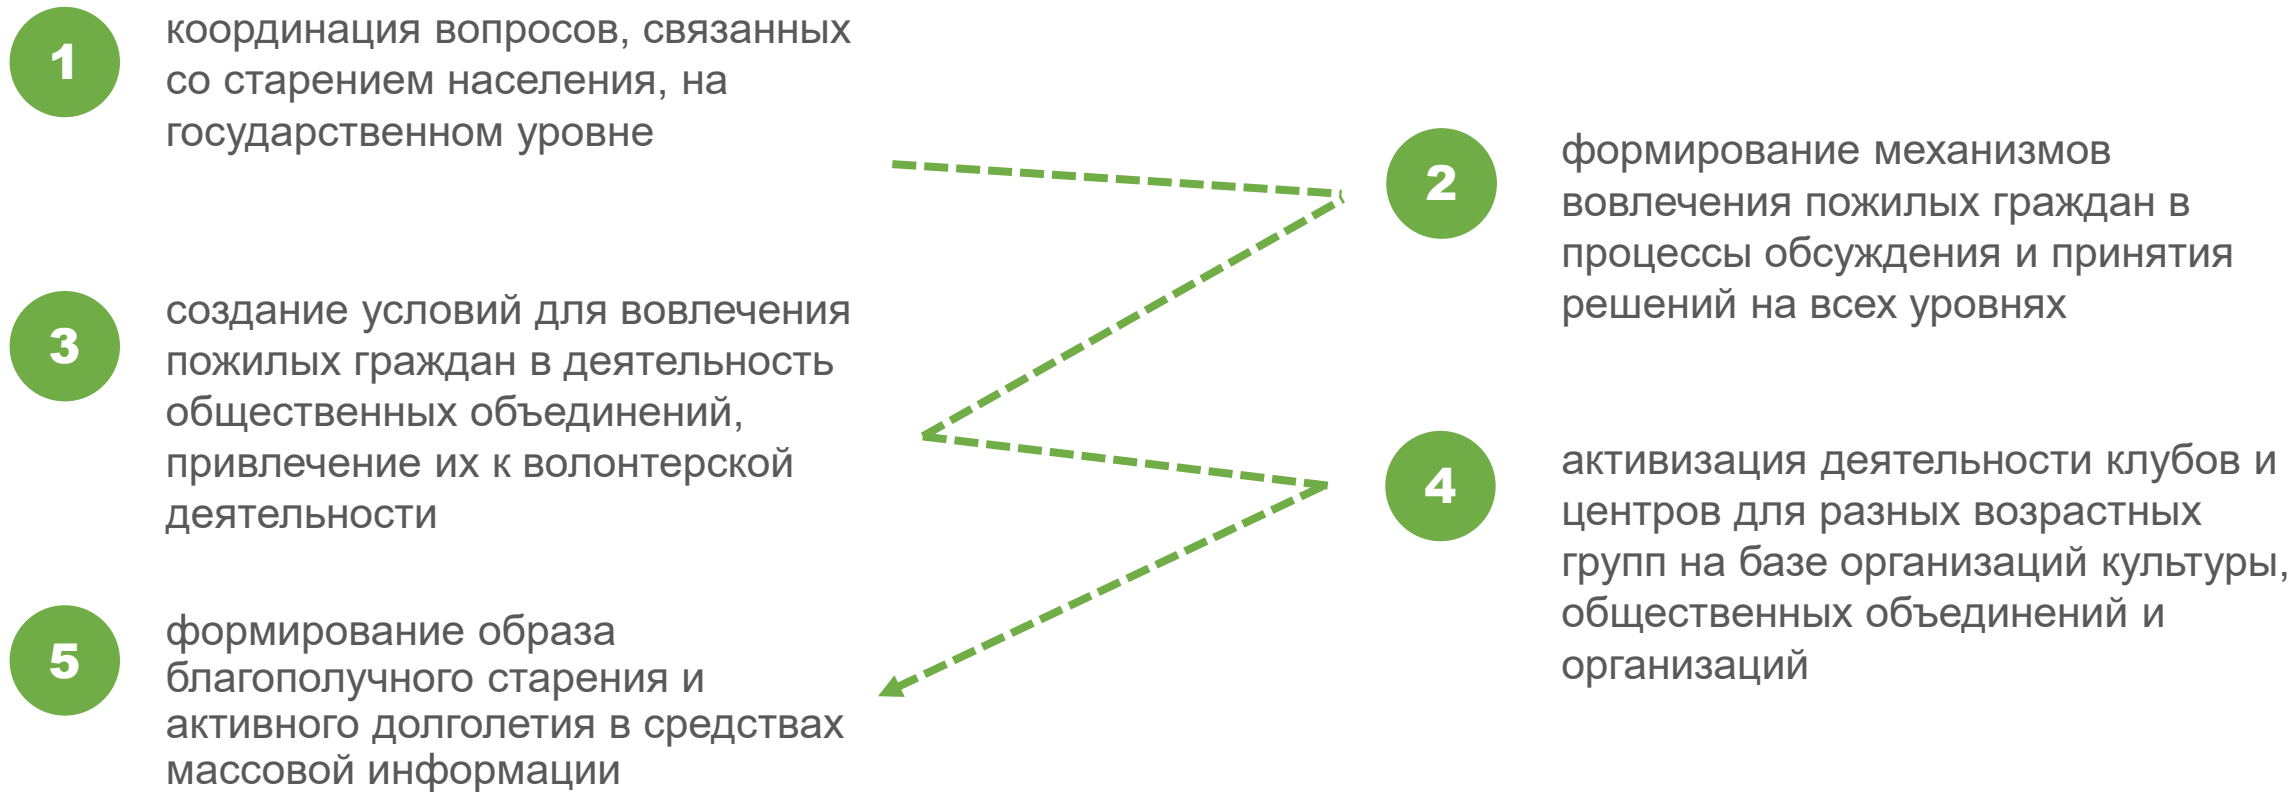 1
координация вопросов, связанных
со старением населения, на
государственном уровне
2
формирование механизмов
вовлечения пожилых граждан в
процессы обсуждения и принятия
решений на всех уровнях
3
создание условий для вовлечения
пожилых граждан в деятельность
общественных объединений,
привлечение их к волонтерской
деятельности
4
активизация деятельности клубов и
центров для разных возрастных
групп на базе организаций культуры,
общественных объединений и
организаций
5
формирование образа
благополучного старения и
активного долголетия в средствах
массовой информации